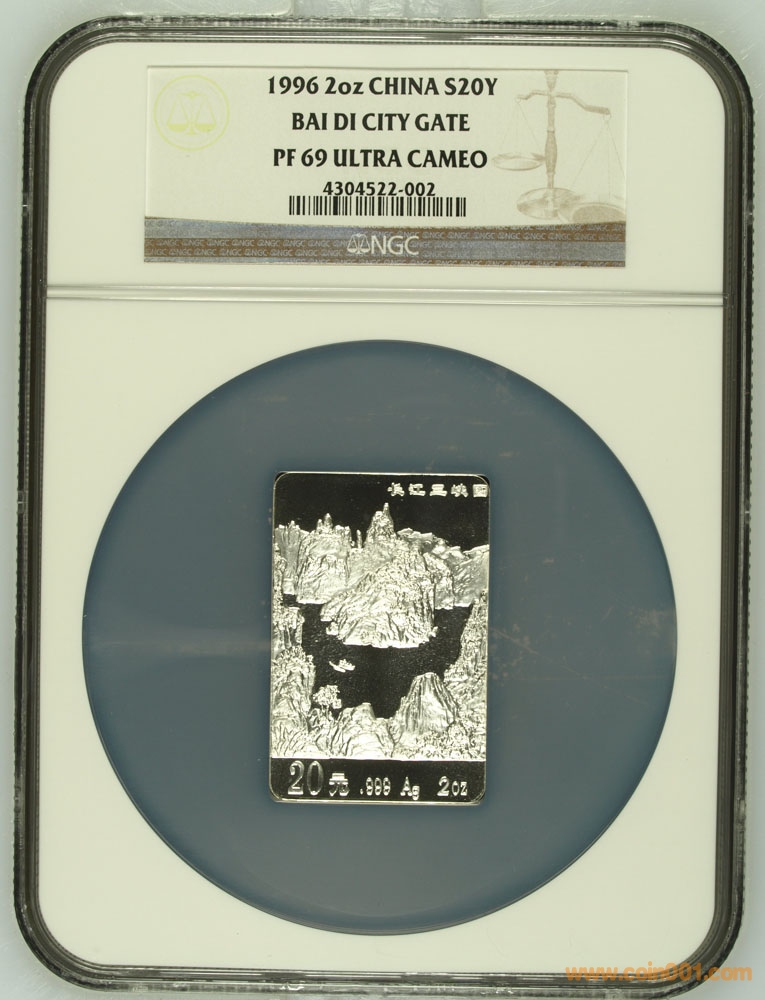 1996 2oz CHINA S20Y
BAI DI CITY GATE
PF 69 ULTRA CAMEO
4304522-002
NGC
长江三峡图
20元 .999 Ag 2oz
www.coin001.com